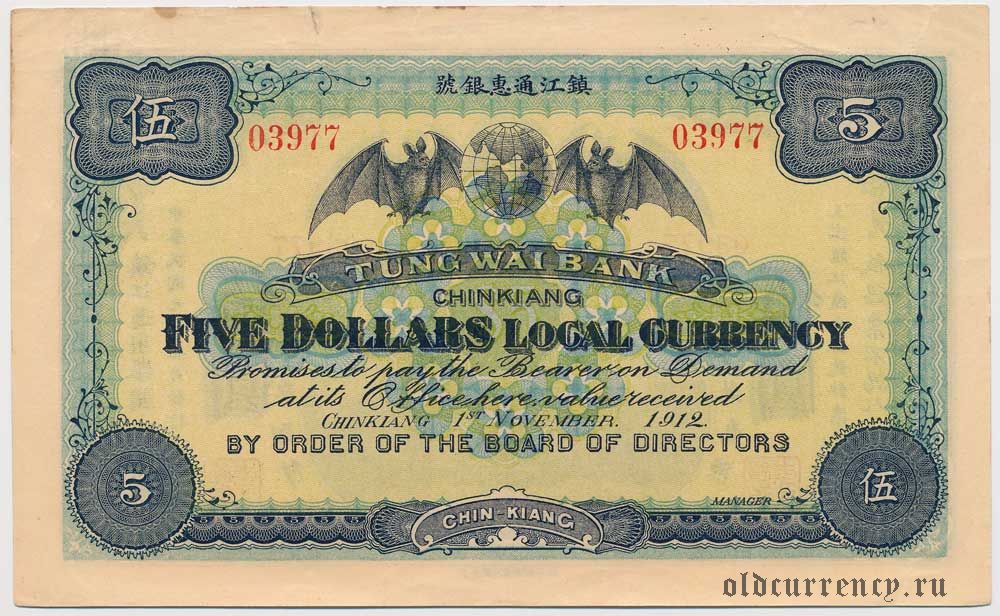 鎮江通惠銀號
伍 5
03977 03977
TUNG WAI BANK
CHINKIANG
FIVE DOLLARS LOCAL CURRENCY
Promises to pay the Bearer on Demand
at its Office here value received
CHINKIANG 1ST NOVEMBER. 1912.
BY ORDER OF THE BOARD OF DIRECTORS
5 伍
MANAGER
CHIN-KIANG
oldcurrency.ru